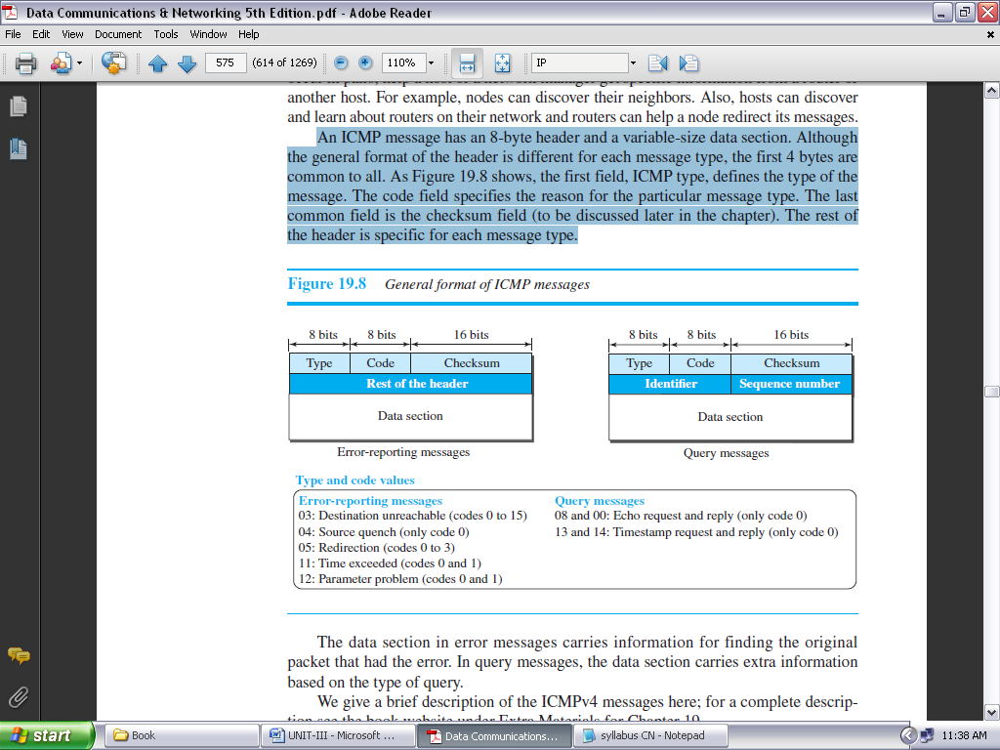 Data Communications & Networking 5th Edition.pdf - Adobe Reader
File Edit View Document Tools Window Help
575 (614 of 1269) 110% IP
another host. For example, nodes can discover their neighbors. Also, hosts can discover
and learn about routers on their network and routers can help a node redirect its messages.
An ICMP message has an 8-byte header and a variable-size data section. Although
the general format of the header is different for each message type, the first 4 bytes are
common to all. As Figure 19.8 shows, the first field, ICMP type, defines the type of the
message. The code field specifies the reason for the particular message type. The last
common field is the checksum field (to be discussed later in the chapter). The rest of
the header is specific for each message type.
Figure 19.8 General format of ICMP messages
8 bits 8 bits 16 bits
Type Code Checksum
Rest of the header
Data section
Error-reporting messages
8 bits 8 bits 16 bits
Type Code Checksum
Identifier Sequence number
Data section
Query messages
Type and code values
Error-reporting messages
03: Destination unreachable (codes 0 to 15)
04: Source quench (only code 0)
05: Redirection (codes 0 to 3)
11: Time exceeded (codes 0 and 1)
12: Parameter problem (codes 0 and 1)
Query messages
08 and 00: Echo request and reply (only code 0)
13 and 14: Timestamp request and reply (only code 0)
The data section in error messages carries information for finding the original
packet that had the error. In query messages, the data section carries extra information
based on the type of query.
We give a brief description of the ICMPv4 messages here; for a complete descrip-
tion see the book website under Extra Materials for Chapter 19.
start Book UNIT-III - Microsoft ... Data Communications... syllabus CN - Notepad 11:38 AM